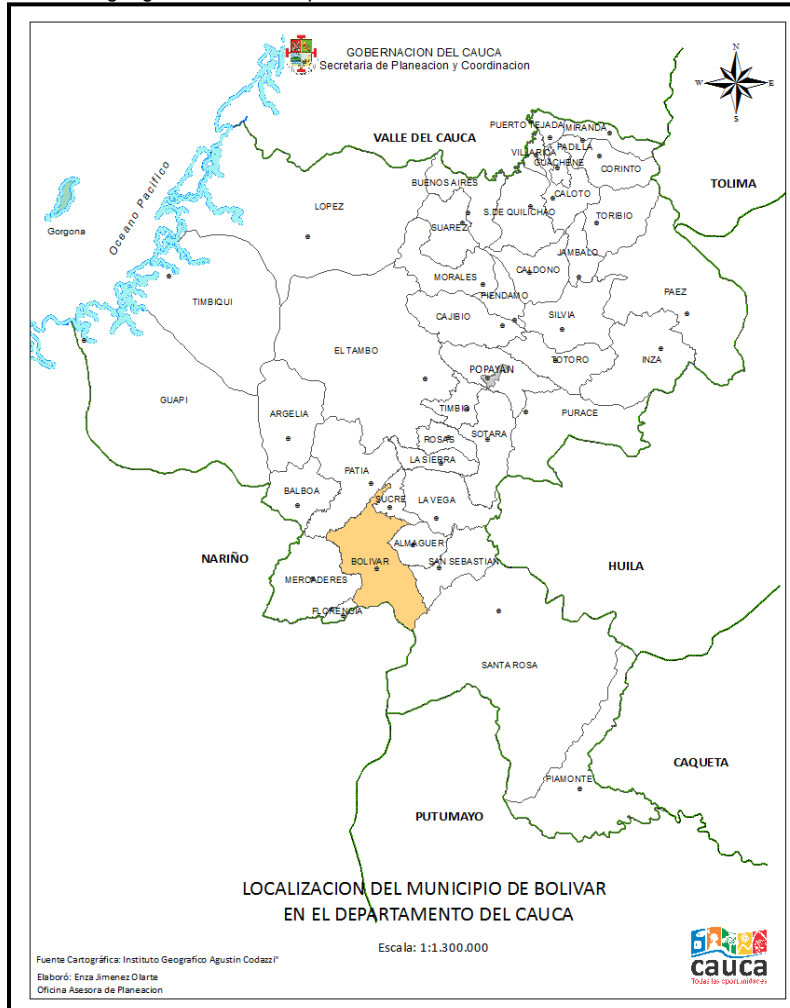 GOBERNACION DEL CAUCA
Secretaria de Planeacion y Coordinacion
N
W
E
S
PUERTO TEJADA
MIRANDA
VALLE DEL CAUCA
PADILLA
VILLARICA
GUACHENE
CORINTO
TOLIMA
BUENOS AIRES
CALOTO
LOPEZ
S.DE QUILICHAO
TORIBIO
Oceano Pacífico
Gorgona
SUAREZ
JAMBALO
MORALES
CALDONO
PAEZ
PIENDAMO
TIMBIQUI
CAJIBIO
SILVIA
EL TAMBO
TOTORO
INZA
POPAYAN
GUAPI
ARGELIA
TIMBIO
PURACE
ROSAS
SOTARA
LA SIERRA
PATIA
BALBOA
SUCRE
LA VEGA
ALMAGUER
NARIÑO
BOLIVAR
SAN SEBASTIAN
HUILA
MERCADERES
FLORENCIA
SANTA ROSA
CAQUETA
PIAMONTE
PUTUMAYO
LOCALIZACION DEL MUNICIPIO DE BOLIVAR
EN EL DEPARTAMENTO DEL CAUCA
Escala: 1:1.300.000
Fuente Cartográfica: Instituto Geografico Agustin Codazzi"
Elaboró: Enza Jimenez Olarte
Oficina Asesora de Planeacion
cauca
Todas las oportunidades